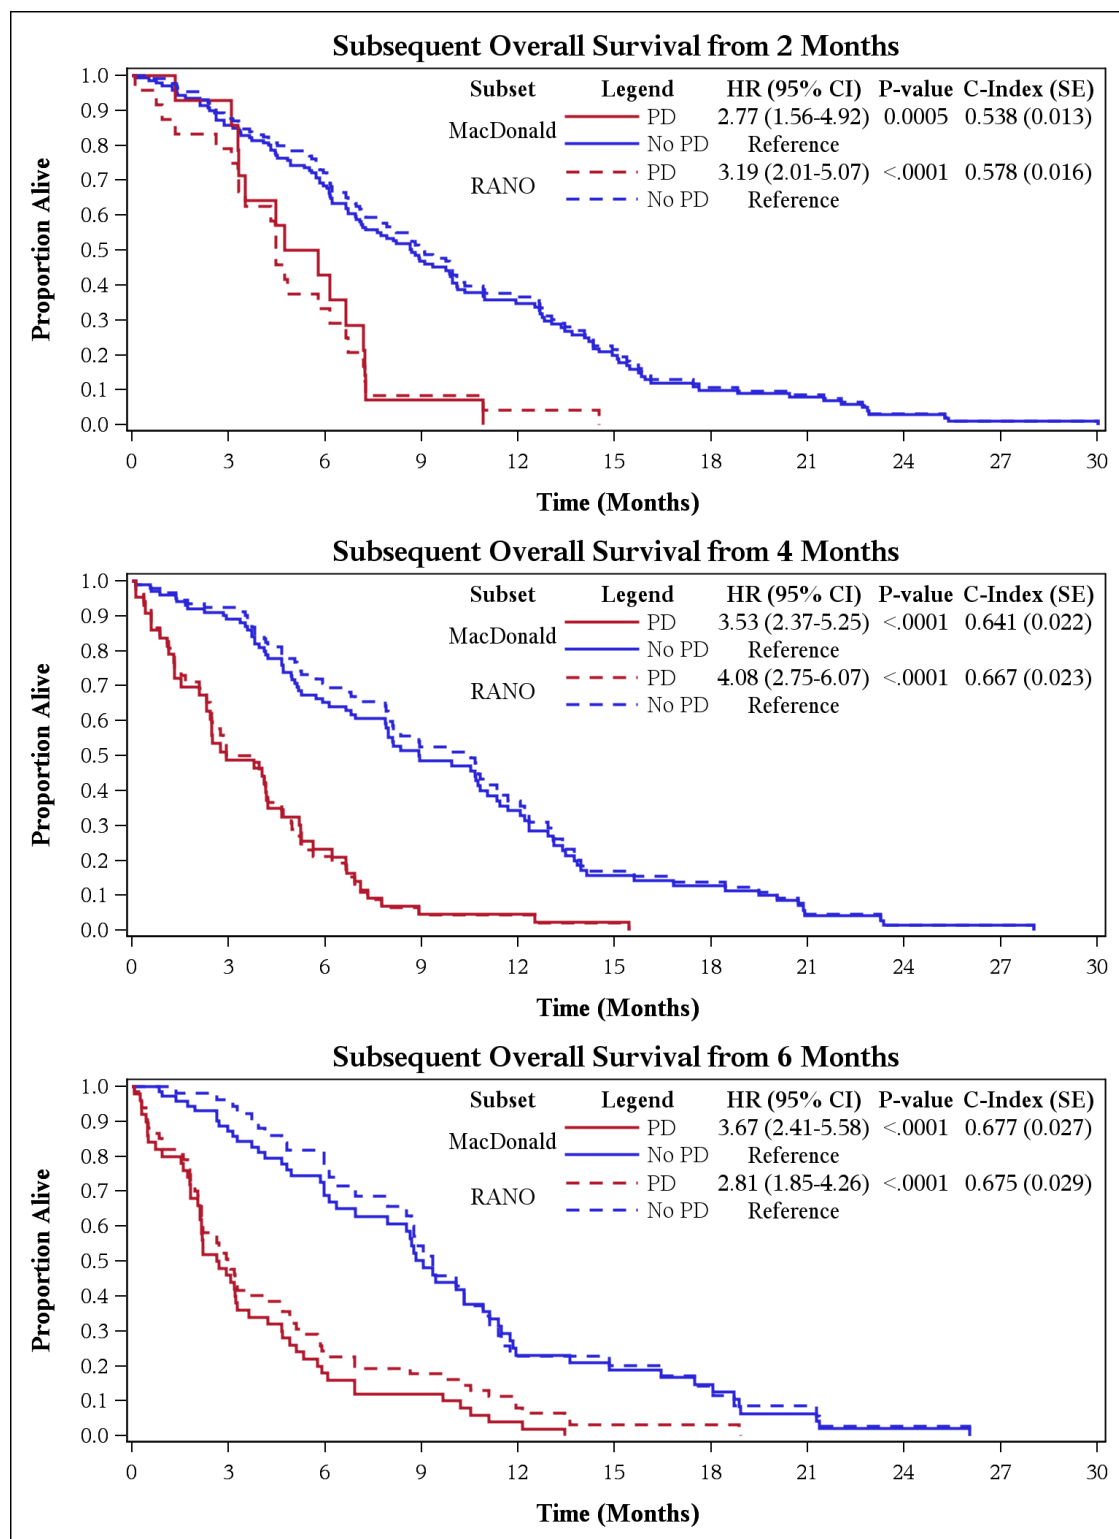 Subsequent Overall Survival from 2 Months
Subset Legend HR (95% CI) P-value C-Index (SE)
MacDonald PD 2.77 (1.56-4.92) 0.0005 0.538 (0.013)
No PD Reference
RANO PD 3.19 (2.01-5.07) <.0001 0.578 (0.016)
No PD Reference
Proportion Alive
1.0
0.9
0.8
0.7
0.6
0.5
0.4
0.3
0.2
0.1
0.0
0 3 6 9 12 15 18 21 24 27 30
Time (Months)
Subsequent Overall Survival from 4 Months
Subset Legend HR (95% CI) P-value C-Index (SE)
MacDonald PD 3.53 (2.37-5.25) <.0001 0.641 (0.022)
No PD Reference
RANO PD 4.08 (2.75-6.07) <.0001 0.667 (0.023)
No PD Reference
Proportion Alive
1.0
0.9
0.8
0.7
0.6
0.5
0.4
0.3
0.2
0.1
0.0
0 3 6 9 12 15 18 21 24 27 30
Time (Months)
Subsequent Overall Survival from 6 Months
Subset Legend HR (95% CI) P-value C-Index (SE)
MacDonald PD 3.67 (2.41-5.58) <.0001 0.677 (0.027)
No PD Reference
RANO PD 2.81 (1.85-4.26) <.0001 0.675 (0.029)
No PD Reference
Proportion Alive
1.0
0.9
0.8
0.7
0.6
0.5
0.4
0.3
0.2
0.1
0.0
0 3 6 9 12 15 18 21 24 27 30
Time (Months)